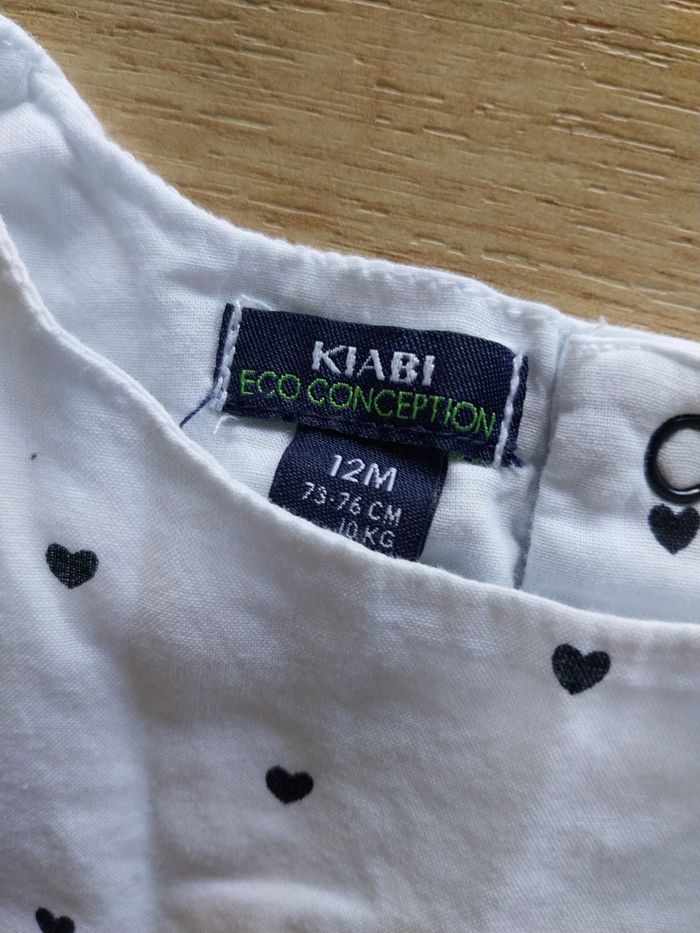 KIABI
ECO CONCEPTION
12M
73-76 CM
10 KG